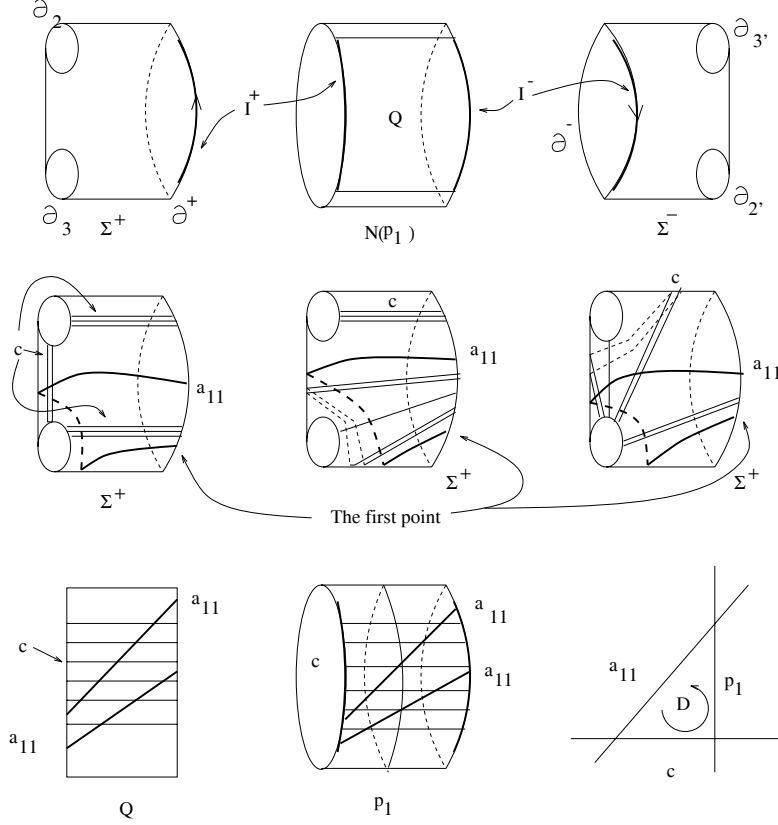 ∂₂
I⁺
Q
I⁻
∂⁻
∂₃'
∂₃
Σ⁺
∂⁺
N(p₁)
Σ⁻
∂₂'
c
a₁₁
Σ⁺
c
a₁₁
Σ⁺
c
a₁₁
Σ⁺
The first point
a₁₁
c
a₁₁
Q
a₁₁
c
a₁₁
p₁
a₁₁
p₁
D
c